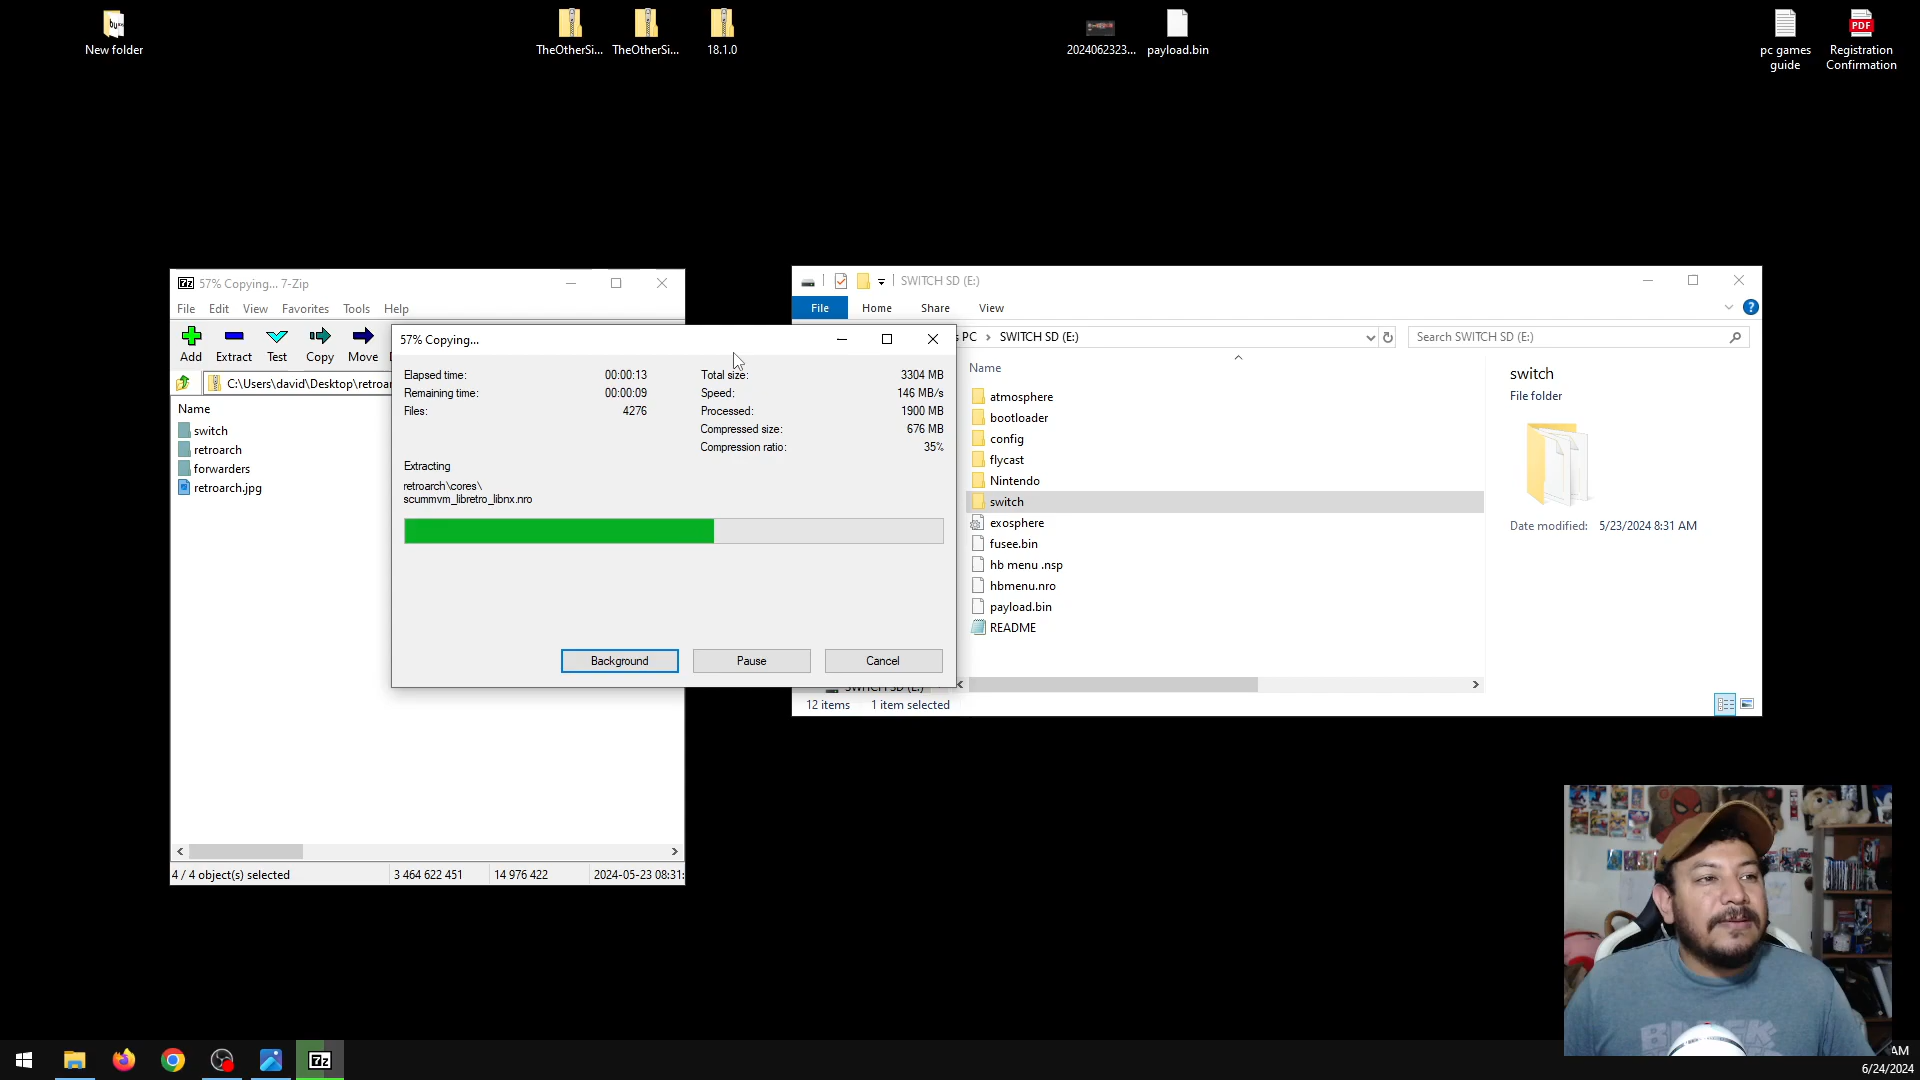 New folder
TheOtherSi...
TheOtherSi...
18.1.0
2024062323...
payload.bin
pc games
guide
Registration
Confirmation
57% Copying... 7-Zip
File Edit View Favorites Tools Help
Add Extract Test Copy Move
C:\Users\david\Desktop\retroar
Name
switch
retroarch
forwarders
retroarch.jpg
4 / 4 object(s) selected
3 464 622 451
14 976 422
2024-05-23 08:31:
57% Copying...
Elapsed time: 00:00:13
Remaining time: 00:00:09
Files: 4276
Total size: 3304 MB
Speed: 146 MB/s
Processed: 1900 MB
Compressed size: 676 MB
Compression ratio: 35%
Extracting
retroarch\cores\
scummvm_libretro_libnx.nro
Background
Pause
Cancel
SWITCH SD (E:)
File Home Share View
PC > SWITCH SD (E:)
Search SWITCH SD (E:)
Name
atmosphere
bootloader
config
flycast
Nintendo
switch
exosphere
fusee.bin
hb menu .nsp
hbmenu.nro
payload.bin
README
switch
File folder
Date modified: 5/23/2024 8:31 AM
SWITCH SD (E:)
12 items
1 item selected
AM
6/24/2024